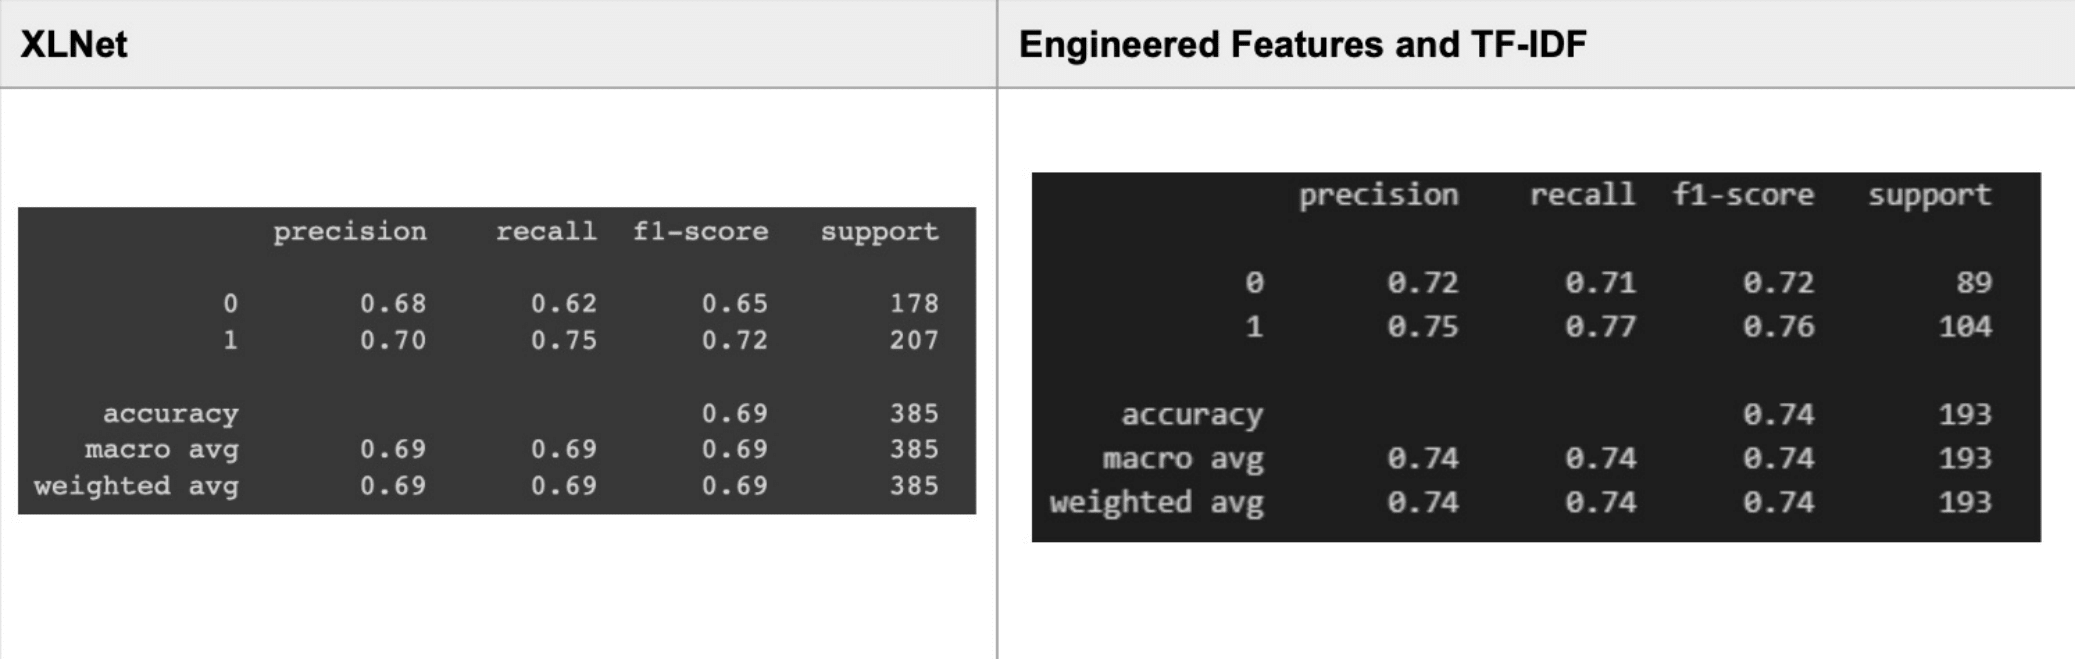 XLNet
precision recall f1-score support
0 0.68 0.62 0.65 178
1 0.70 0.75 0.72 207
accuracy 0.69 385
macro avg 0.69 0.69 0.69 385
weighted avg 0.69 0.69 0.69 385
Engineered Features and TF-IDF
precision recall f1-score support
0 0.72 0.71 0.72 89
1 0.75 0.77 0.76 104
accuracy 0.74 193
macro avg 0.74 0.74 0.74 193
weighted avg 0.74 0.74 0.74 193